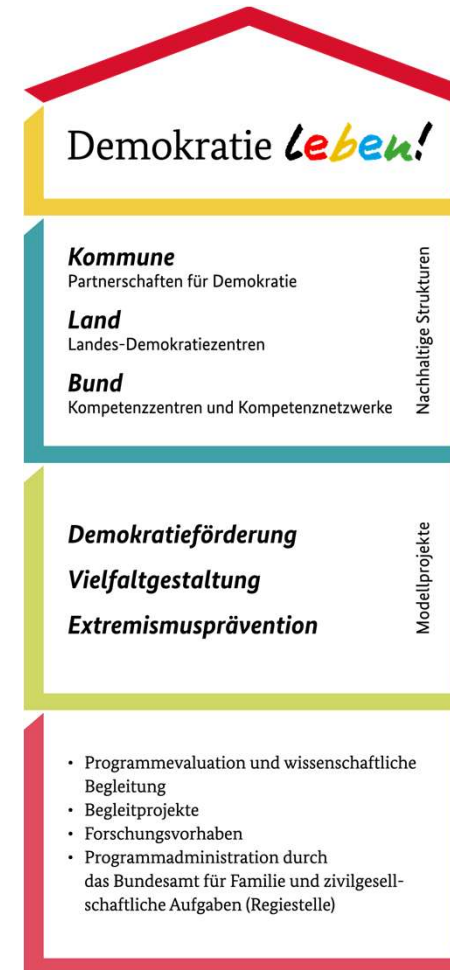 Demokratie Leben!
Kommune
Partnerschaften für Demokratie
Land
Landes-Demokratiezentren
Bund
Kompetenzzentren und Kompetenznetzwerke
Nachhaltige Strukturen
Demokratieförderung
Vielfaltgestaltung
Extremismusprävention
Modellprojekte
• Programmevaluation und wissenschaftliche
Begleitung
• Begleitprojekte
• Forschungsvorhaben
• Programmadministration durch
das Bundesamt für Familie und zivilgesell-
schaftliche Aufgaben (Regiestelle)